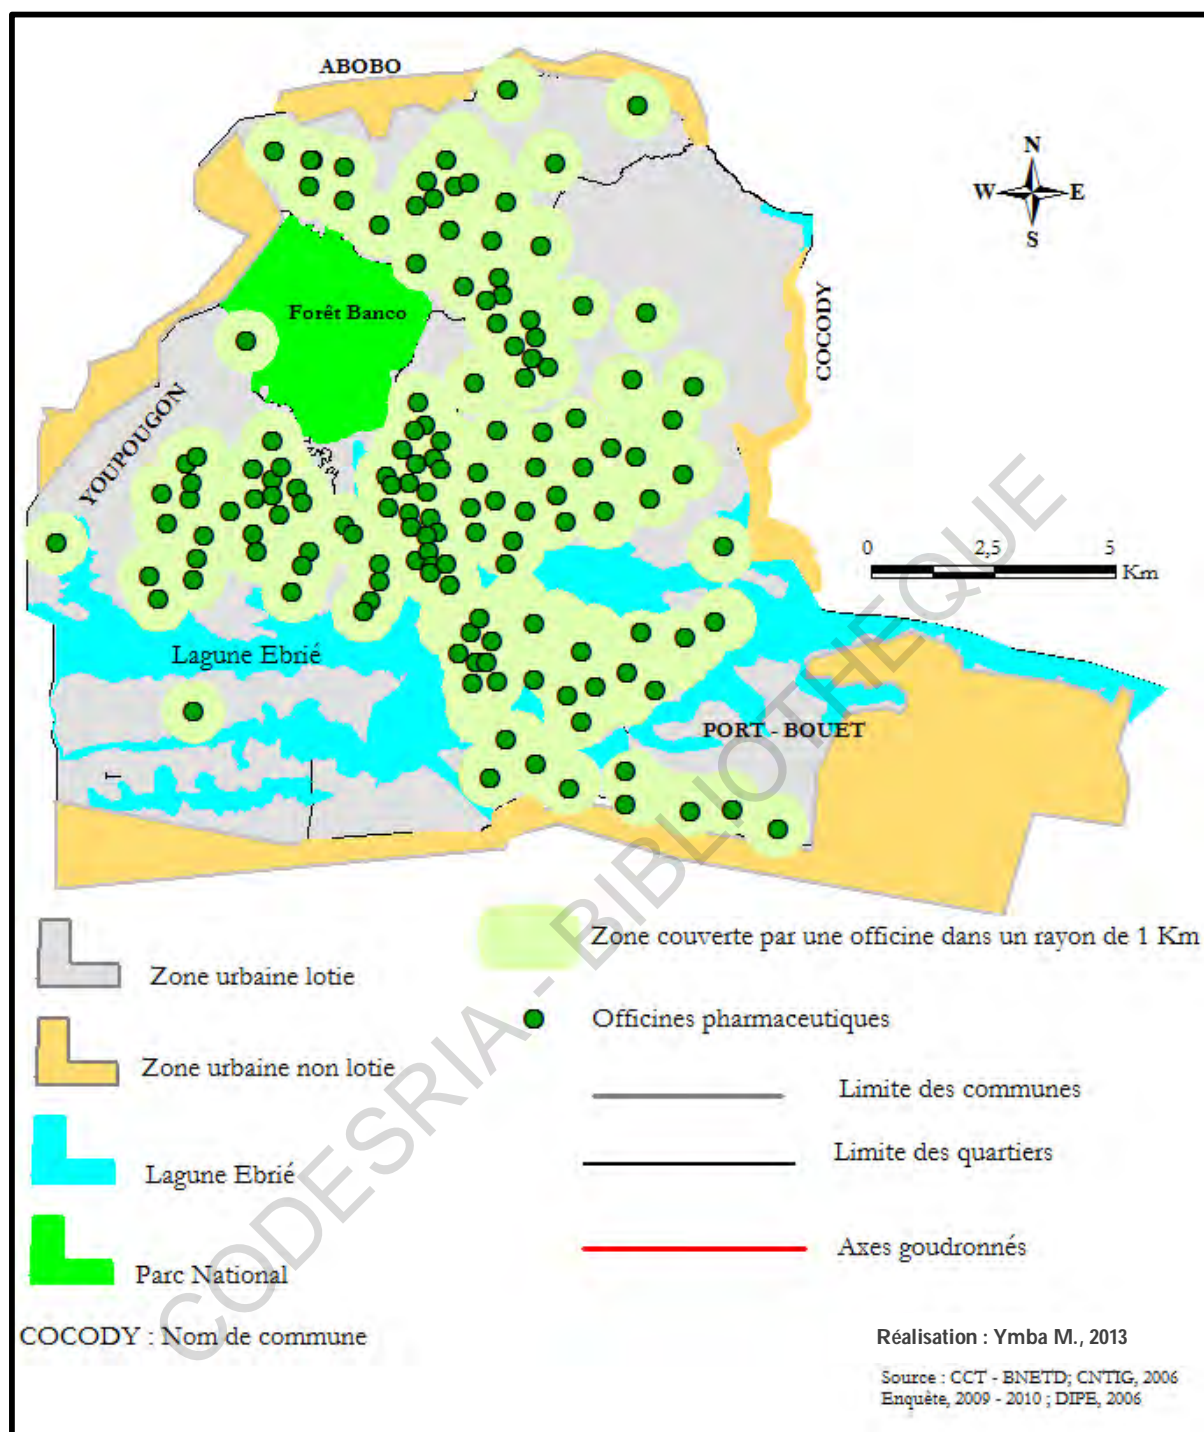 ABOBO
N
W E
S
Forêt Banco
COCODY
YOUPOUGON
0 2,5 5
Km
Lagune Ebrié
PORT - BOUET
Zone urbaine lotie
Zone couverte par une officine dans un rayon de 1 Km
Officines pharmaceutiques
Zone urbaine non lotie
Limite des communes
Lagune Ebrié
Limite des quartiers
Parc National
Axes goudronnés
COCODY : Nom de commune
Réalisation : Ymba M., 2013
Source : CCT - BNETD; CNTIG, 2006
Enquête, 2009 - 2010 ; DIPE, 2006
CODESRIA - BIBLIOTHEQUE